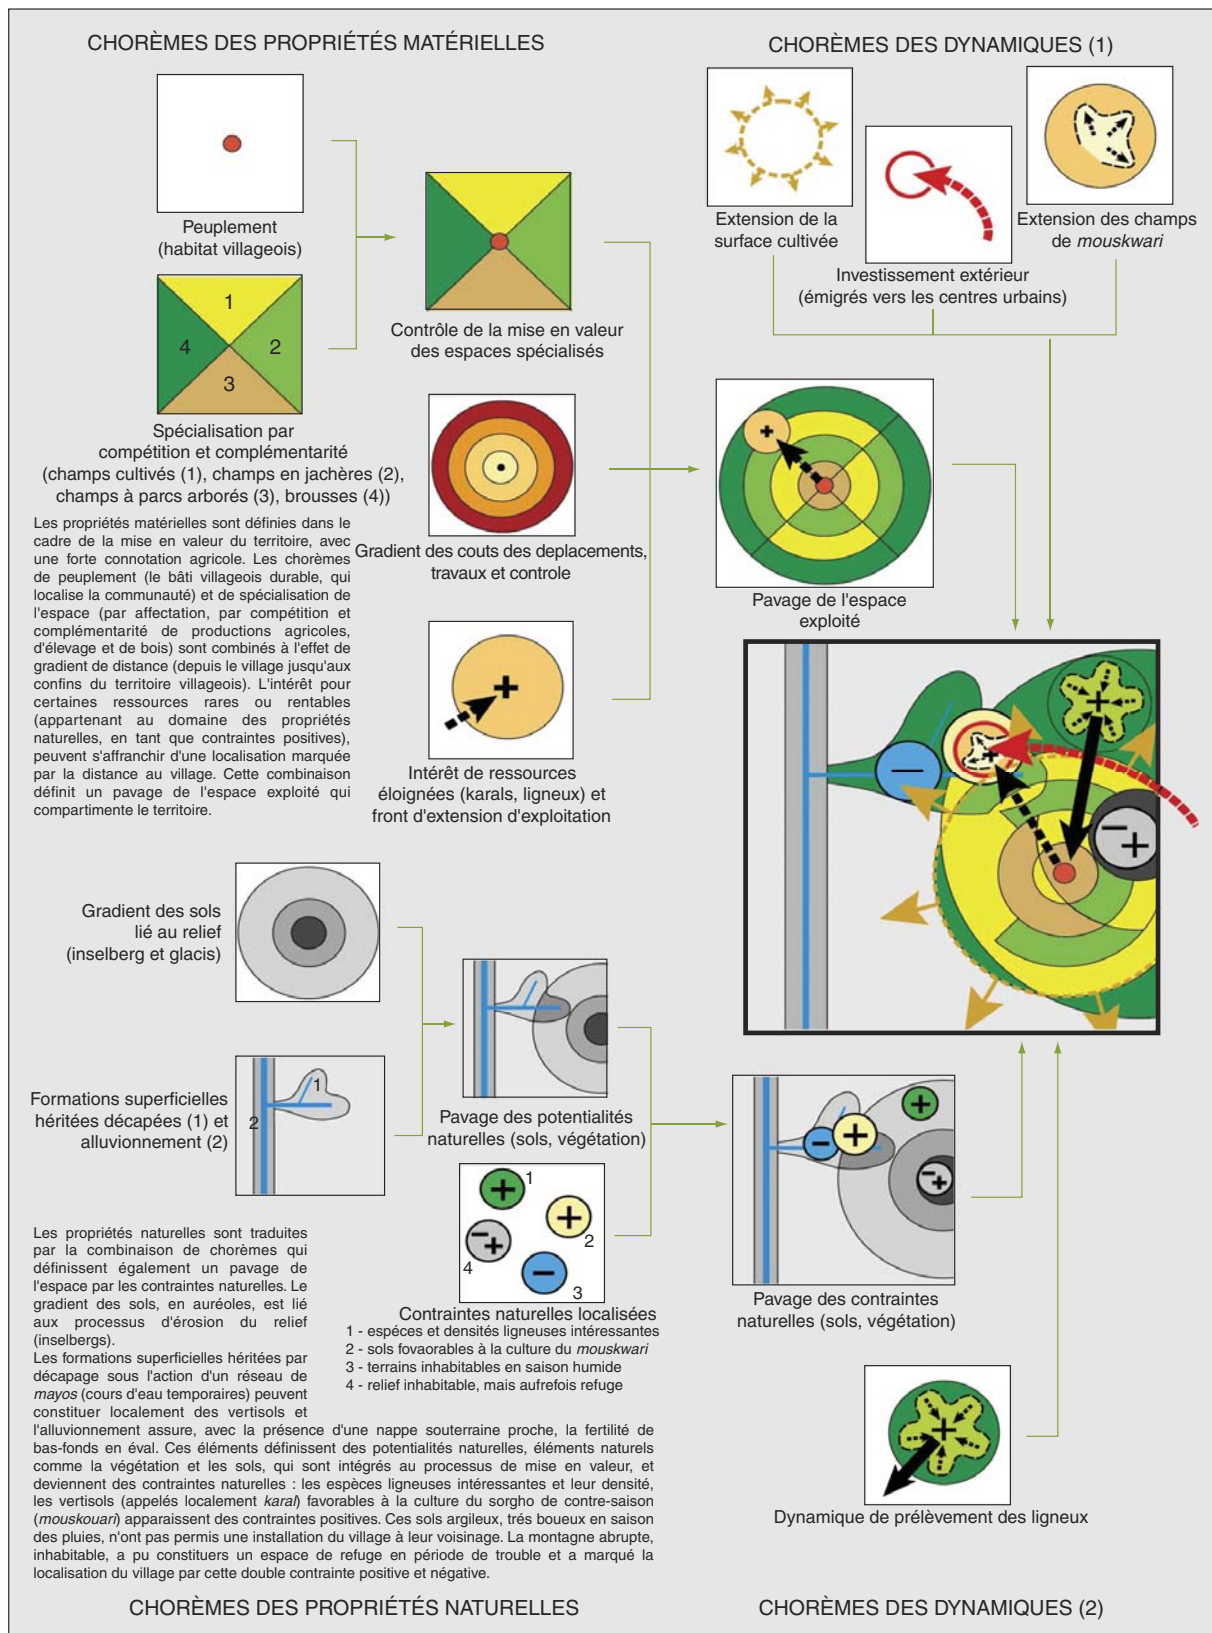 CHORÈMES DES PROPRIÉTÉS MATÉRIELLES
CHORÈMES DES DYNAMIQUES (1)
Peuplement
(habitat villageois)
1
2
3
4
Spécialisation par
compétition et complémentarité
(champs cultivés (1), champs en jachères (2),
champs à parcs arborés (3), brousses (4))
Contrôle de la mise en valeur
des espaces spécialisés
Extension de la
surface cultivée
Investissement extérieur
(émigrés vers les centres urbains)
Extension des champs
de mouskwari
Gradient des couts des deplacements,
travaux et controle
Pavage de l'espace
exploité
Les propriétés matérielles sont définies dans le
cadre de la mise en valeur du territoire, avec
une forte connotation agricole. Les chorèmes
de peuplement (le bâti villageois durable, qui
localise la communauté) et de spécialisation de
l'espace (par affectation, par compétition et
complémentarité de productions agricoles,
d'élevage et de bois) sont combinés à l'effet de
gradient de distance (depuis le village jusqu'aux
confins du territoire villageois). L'intérêt pour
certaines ressources rares ou rentables
(appartenant au domaine des propriétés
naturelles, en tant que contraintes positives),
peuvent s'affranchir d'une localisation marquée
par la distance au village. Cette combinaison
définit un pavage de l'espace exploité qui
compartimente le territoire.
+
Intérêt de ressources
éloignées (karals, ligneux) et
front d'extension d'exploitation
Gradient des sols
lié au relief
(inselberg et glacis)
Formations superficielles
héritées décapées (1) et
alluvionnement (2)
1
2
Pavage des potentialités
naturelles (sols, végétation)
+ 1
+ 2
− 3
− + 4
Contraintes naturelles localisées
1 - espéces et densités ligneuses intéressantes
2 - sols fovaorables à la culture du mouskwari
3 - terrains inhabitables en saison humide
4 - relief inhabitable, mais aufrefois refuge
Pavage des contraintes
naturelles (sols, végétation)
Les propriétés naturelles sont traduites
par la combinaison de chorèmes qui
définissent également un pavage de
l'espace par les contraintes naturelles. Le
gradient des sols, en auréoles, est lié
aux processus d'érosion du relief
(inselbergs).
Les formations superficielles héritées par
décapage sous l'action d'un réseau de
mayos (cours d'eau temporaires) peuvent
constituer localement des vertisols et
l'alluvionnement assure, avec la présence d'une nappe souterraine proche, la fertilité de
bas-fonds en éval. Ces éléments définissent des potentialités naturelles, éléments naturels
comme la végétation et les sols, qui sont intégrés au processus de mise en valeur, et
deviennent des contraintes naturelles : les espèces ligneuses intéressantes et leur densité,
les vertisols (appelés localement karal) favorables à la culture du sorgho de contre-saison
(mouskouari) apparaissent des contraintes positives. Ces sols argileux, trés boueux en saison
des pluies, n'ont pas permis une installation du village à leur voisinage. La montagne abrupte,
inhabitable, a pu constituers un espace de refuge en période de trouble et a marqué la
localisation du village par cette double contrainte positive et négative.
Dynamique de prélèvement des ligneux
CHORÈMES DES PROPRIÉTÉS NATURELLES
CHORÈMES DES DYNAMIQUES (2)